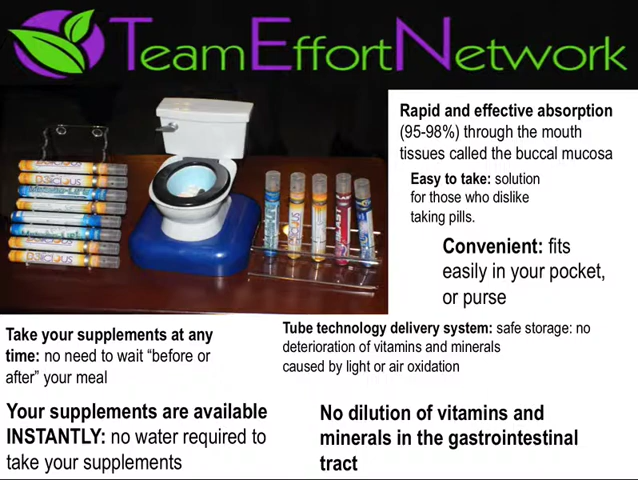 TeamEffortNetwork
Rapid and effective absorption
(95-98%) through the mouth
tissues called the buccal mucosa
Easy to take: solution
for those who dislike
taking pills.
Convenient: fits
easily in your pocket,
or purse
Take your supplements at any
time: no need to wait “before or
after” your meal
Tube technology delivery system: safe storage: no
deterioration of vitamins and minerals
caused by light or air oxidation
Your supplements are available
INSTANTLY: no water required to
take your supplements
No dilution of vitamins and
minerals in the gastrointestinal
tract